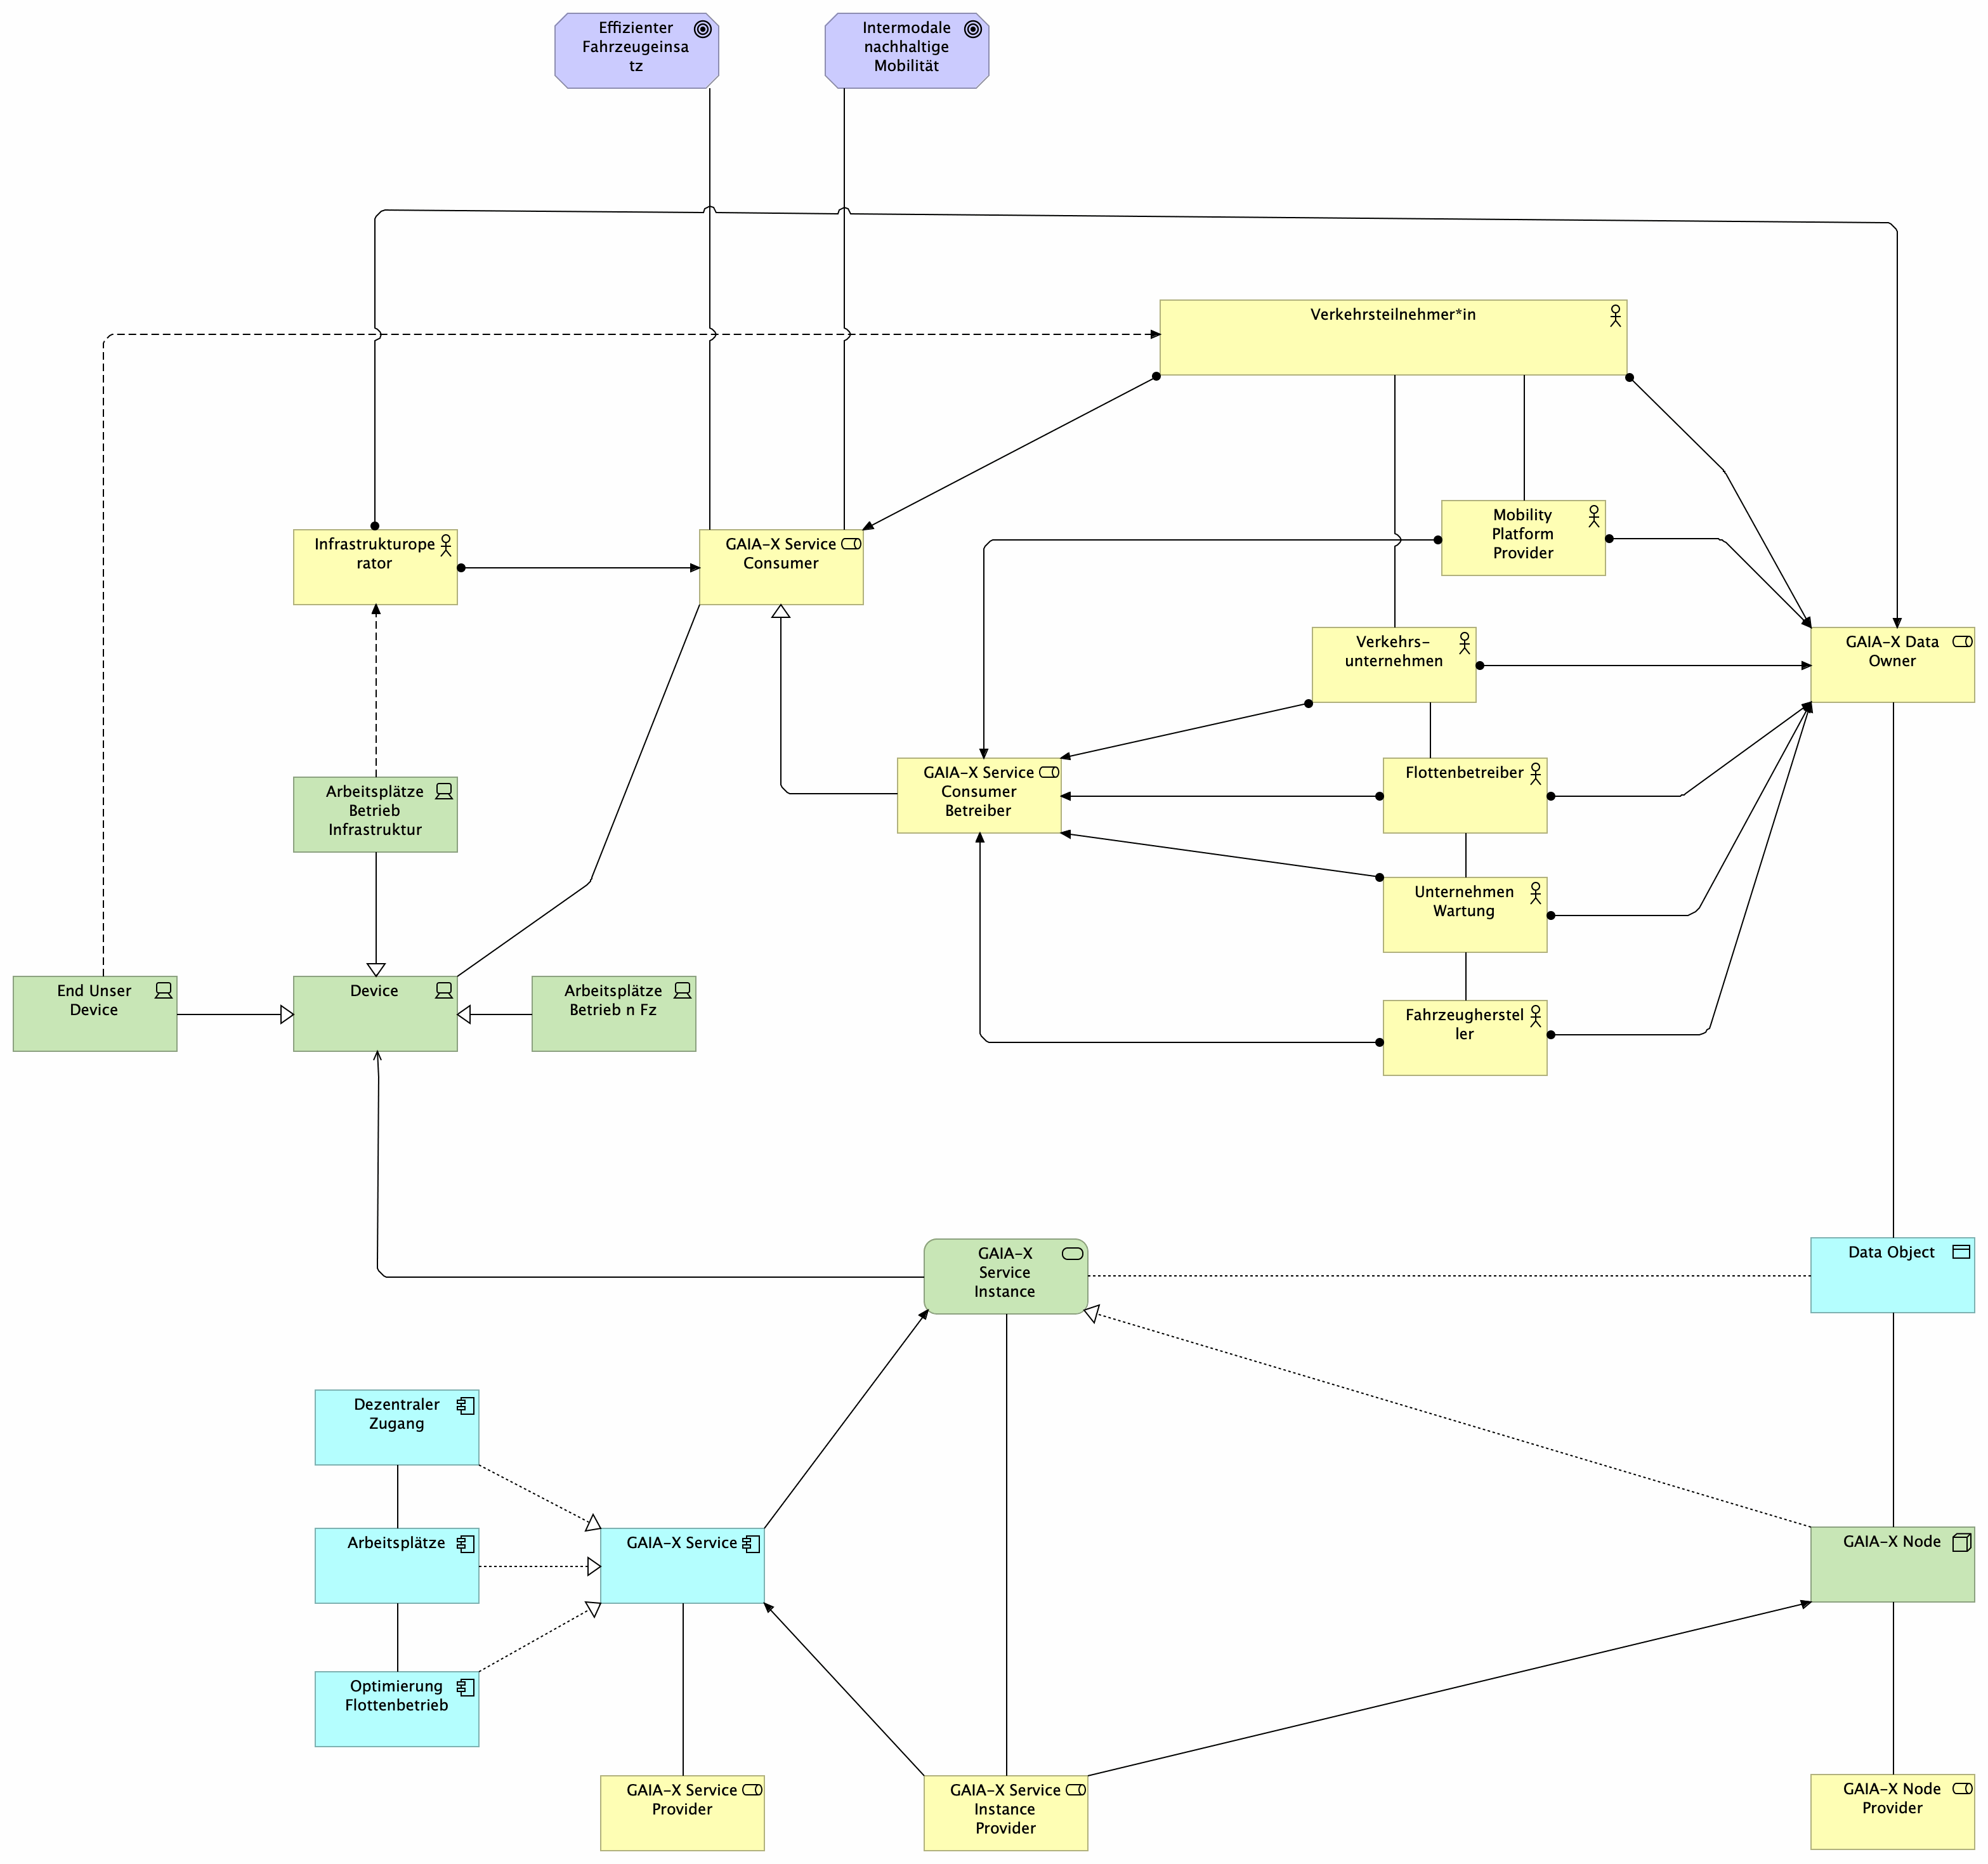 Effizienter
Fahrzeugeinsa
tz
Intermodale
nachhaltige
Mobilität
Verkehrsteilnehmer*in
Mobility
Platform
Provider
Infrastrukturope
rator
GAIA-X Service
Consumer
Verkehrs-
unternehmen
GAIA-X Data
Owner
Arbeitsplätze
Betrieb
Infrastruktur
GAIA-X Service
Consumer
Betreiber
Flottenbetreiber
Unternehmen
Wartung
End Unser
Device
Device
Arbeitsplätze
Betrieb n Fz
Fahrzeugherstel
ler
GAIA-X
Service
Instance
Data Object
Dezentraler
Zugang
Arbeitsplätze
GAIA-X Service
GAIA-X Node
Optimierung
Flottenbetrieb
GAIA-X Service
Provider
GAIA-X Service
Instance
Provider
GAIA-X Node
Provider